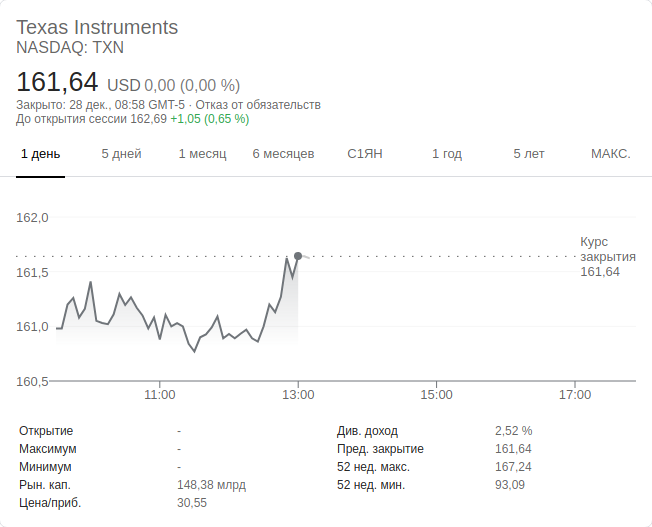 Texas Instruments
NASDAQ: TXN
161,64 USD 0,00 (0,00 %)
Закрыто: 28 дек., 08:58 GMT-5 · Отказ от обязательств
До открытия сессии 162,69 +1,05 (0,65 %)
1 день 5 дней 1 месяц 6 месяцев С1ЯН 1 год 5 лет МАКС.
162,0
Курс
закрытия
161,64
161,5
161,0
160,5
11:00 13:00 15:00 17:00
Открытие - Див. доход 2,52 %
Максимум - Пред. закрытие 161,64
Минимум - 52 нед. макс. 167,24
Рын. кап. 148,38 млрд 52 нед. мин. 93,09
Цена/приб. 30,55